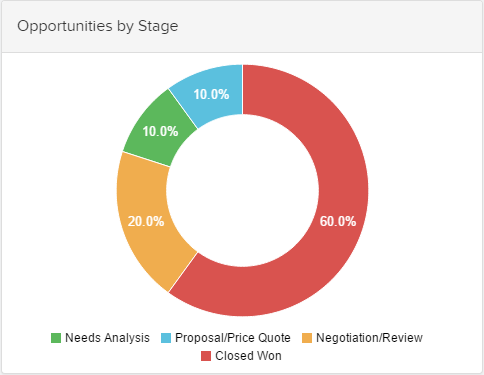 Opportunities by Stage
10.0%
10.0%
20.0%
60.0%
Needs Analysis Proposal/Price Quote Negotiation/Review
Closed Won